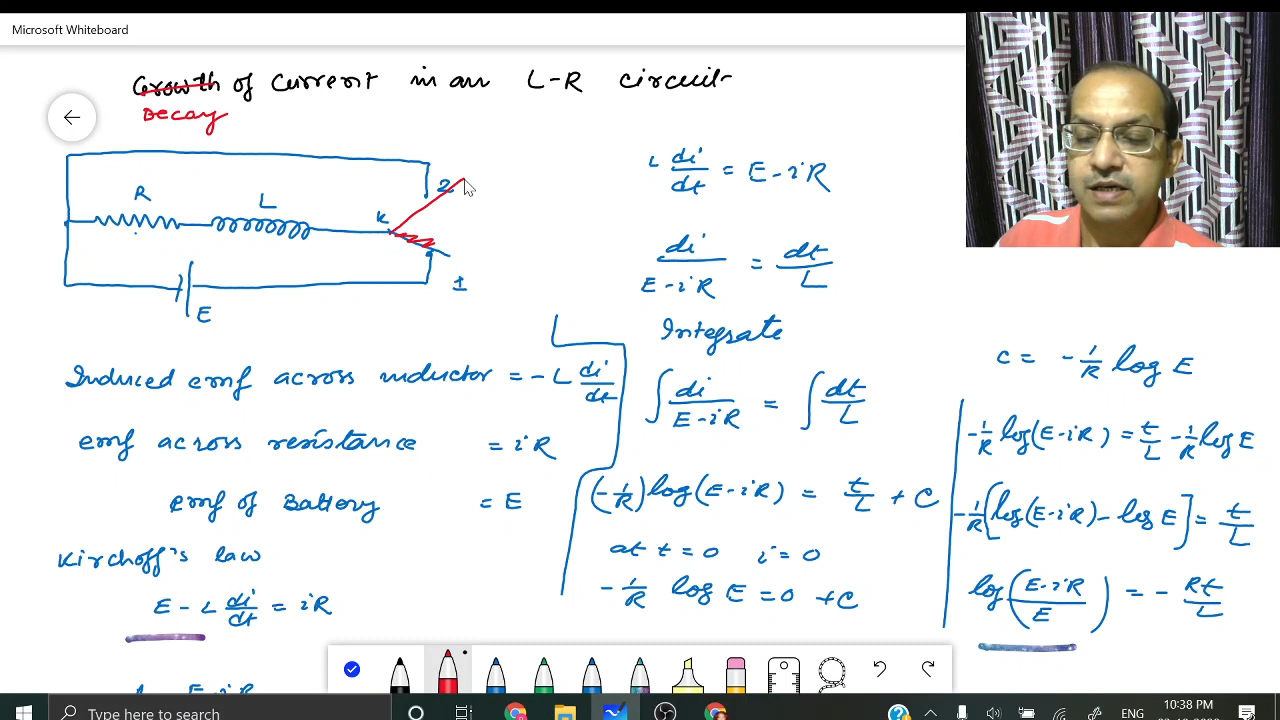 Microsoft Whiteboard
Growth of Current in an L-R circuit
Decay
R
L
K
2
1
E
Induced emf across inductor = - L di/dt
emf across resistance = iR
Emf of Battery = E
Kirchoff's law
E - L di/dt = iR
L di/dt = E - iR
di/(E - iR) = dt/L
Integrate
∫ di/(E - iR) = ∫ dt/L
(-1/R) log(E - iR) = t/L + C
at t = 0 i = 0
-1/R log E = 0 + C
C = -1/R log E
-1/R log(E - iR) = t/L - 1/R log E
-1/R [log(E - iR) - log E] = t/L
log((E - iR)/E) = - Rt/L
Type here to search
ENG
10:38 PM